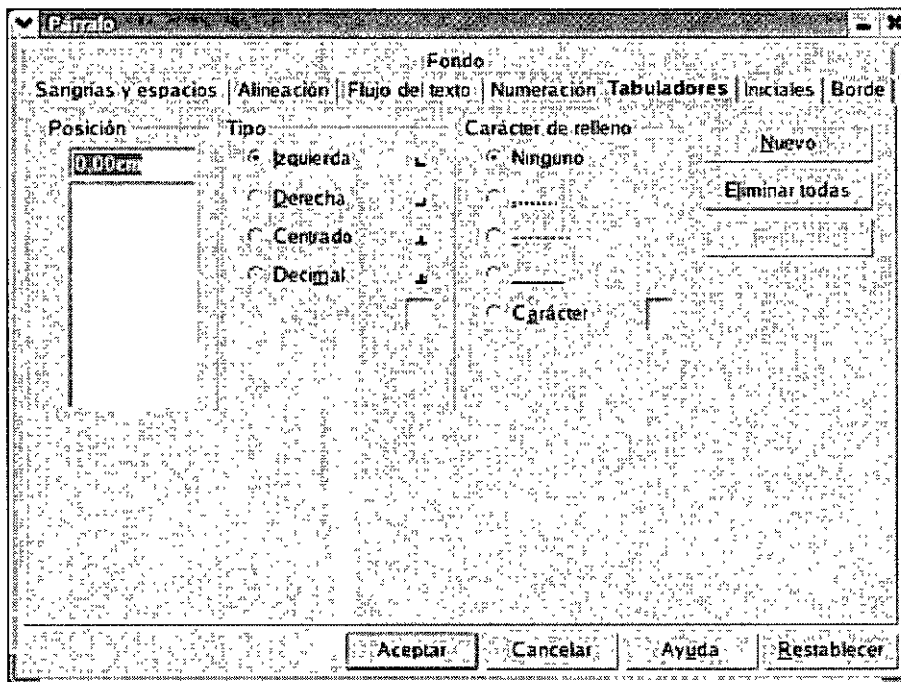 Párrafo
Fondo
Sangrías y espacios Alineación Flujo del texto Numeración Tabuladores Iniciales Borde
Posición Tipo Carácter de relleno
0,00cm Izquierda Ninguno Nuevo
Derecha ........ Eliminar todas
Centrado --------
Decimal ______
Carácter
Aceptar Cancelar Ayuda Restablecer